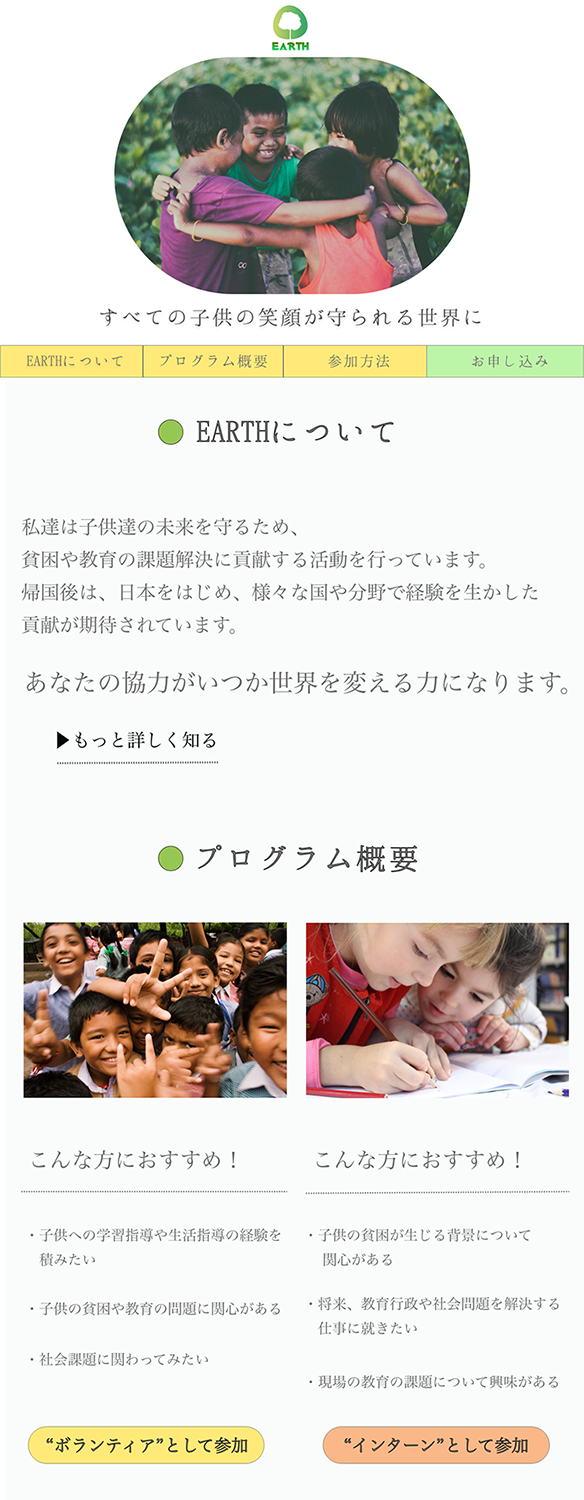 EARTH
すべての子供の笑顔が守られる世界に
EARTHについて
プログラム概要
参加方法
お申し込み
EARTHについて
私達は子供達の未来を守るため、
貧困や教育の課題解決に貢献する活動を行っています。
帰国後は、日本をはじめ、様々な国や分野で経験を生かした
貢献が期待されています。
あなたの協力がいつか世界を変える力になります。
▶もっと詳しく知る
プログラム概要
こんな方におすすめ！
・子供への学習指導や生活指導の経験を
積みたい
・子供の貧困や教育の問題に関心がある
・社会課題に関わってみたい
“ボランティア”として参加
こんな方におすすめ！
・子供の貧困が生じる背景について
関心がある
・将来、教育行政や社会問題を解決する
仕事に就きたい
・現場の教育の課題について興味がある
“インターン”として参加